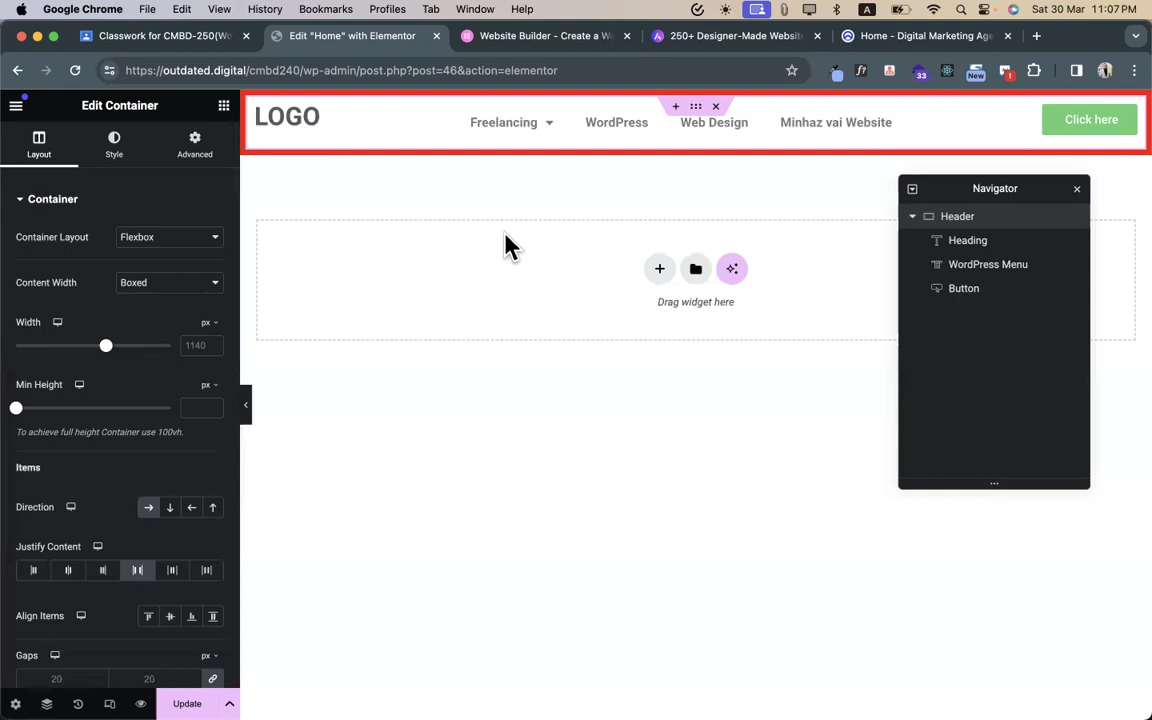 Google Chrome File Edit View History Bookmarks Profiles Tab Window Help A Sat 30 Mar 11:07 PM
Classwork for CMBD-250(W Edit "Home" with Elementor Website Builder - Create a W 250+ Designer-Made Website Home - Digital Marketing Age
https://outdated.digital/cmbd240/wp-admin/post.php?post=46&action=elementor f? 33 New
Edit Container
Layout Style Advanced
Container
Container Layout Flexbox
Content Width Boxed
Width px
1140
Min Height px
To achieve full height Container use 100vh.
Items
Direction
Justify Content
Align Items
Gaps px
20 20
Update
LOGO Freelancing WordPress Web Design Minhaz vai Website Click here
Drag widget here
Navigator
Header
Heading
WordPress Menu
Button